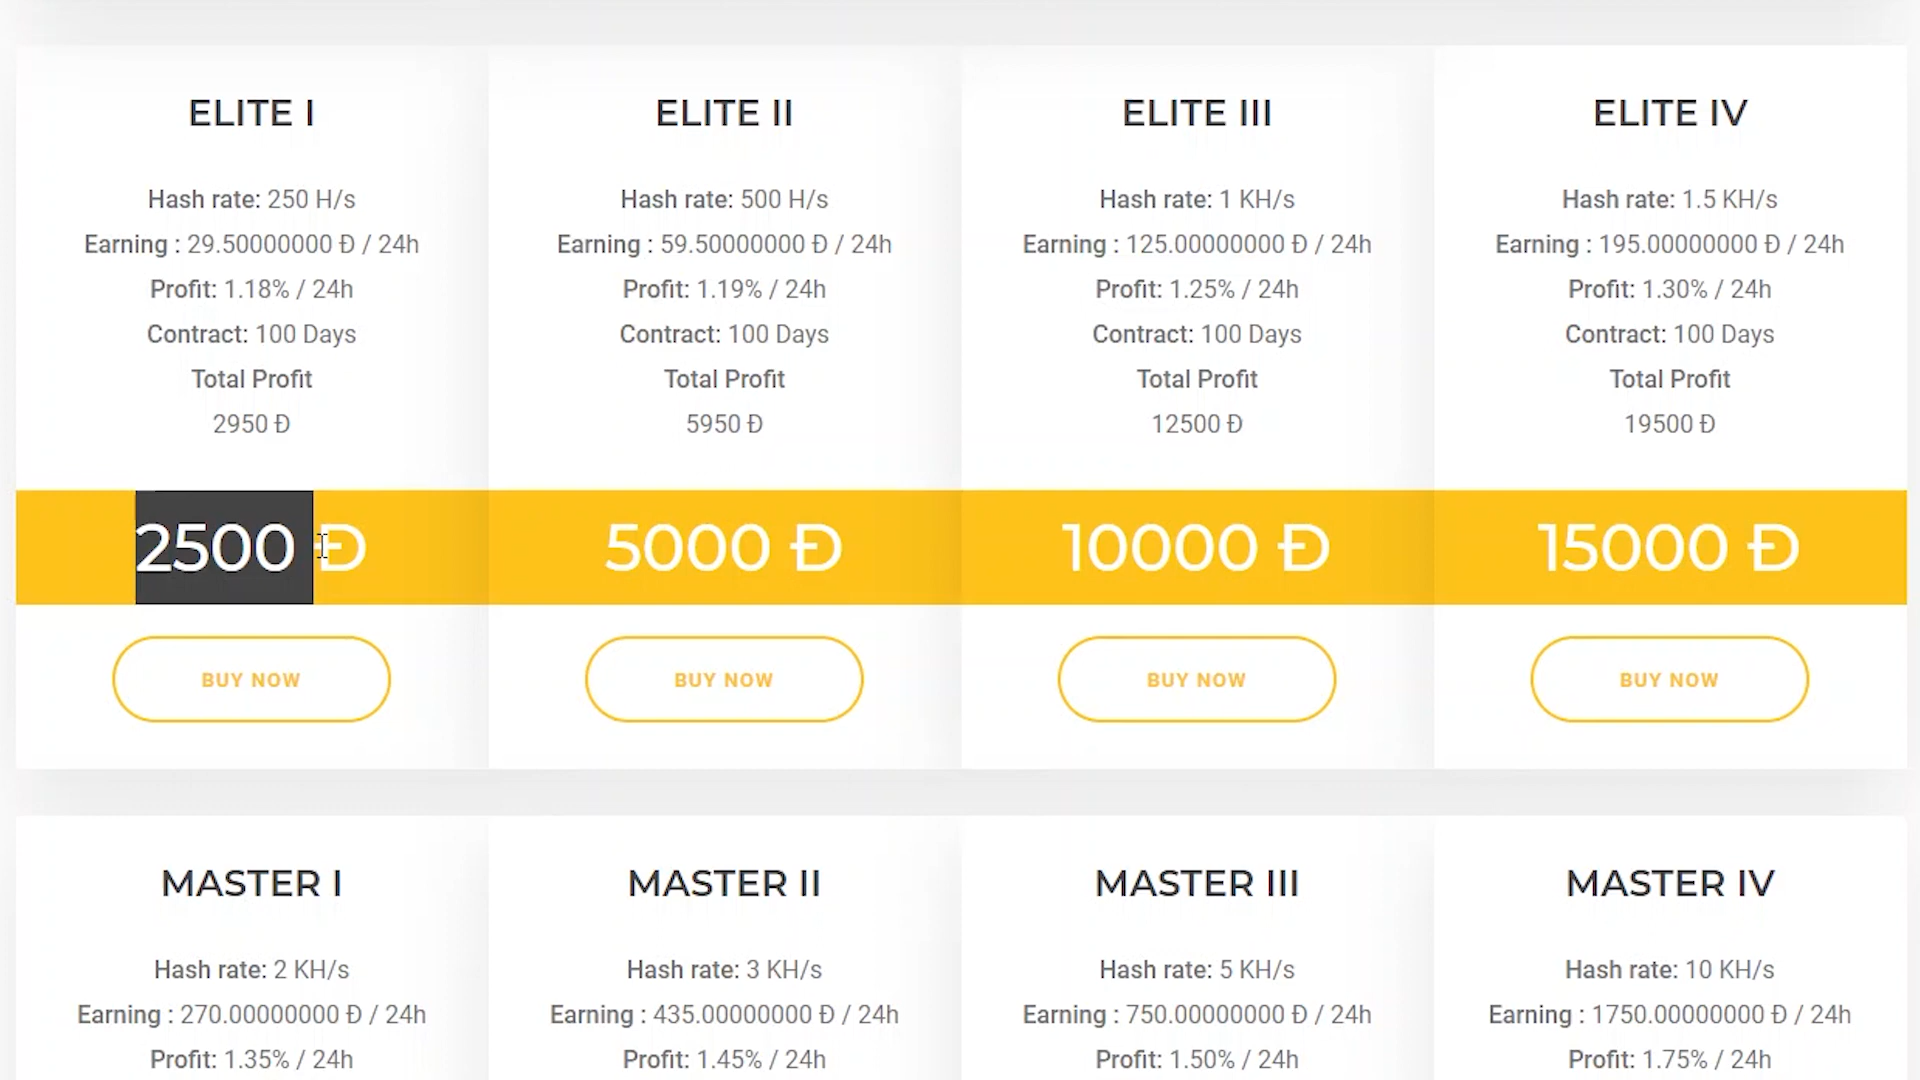 ELITE I
Hash rate: 250 H/s
Earning : 29.50000000 Đ / 24h
Profit: 1.18% / 24h
Contract: 100 Days
Total Profit
2950 Đ
2500 Đ
BUY NOW
ELITE II
Hash rate: 500 H/s
Earning : 59.50000000 Đ / 24h
Profit: 1.19% / 24h
Contract: 100 Days
Total Profit
5950 Đ
5000 Đ
BUY NOW
ELITE III
Hash rate: 1 KH/s
Earning : 125.00000000 Đ / 24h
Profit: 1.25% / 24h
Contract: 100 Days
Total Profit
12500 Đ
10000 Đ
BUY NOW
ELITE IV
Hash rate: 1.5 KH/s
Earning : 195.00000000 Đ / 24h
Profit: 1.30% / 24h
Contract: 100 Days
Total Profit
19500 Đ
15000 Đ
BUY NOW
MASTER I
Hash rate: 2 KH/s
Earning : 270.00000000 Đ / 24h
Profit: 1.35% / 24h
MASTER II
Hash rate: 3 KH/s
Earning : 435.00000000 Đ / 24h
Profit: 1.45% / 24h
MASTER III
Hash rate: 5 KH/s
Earning : 750.00000000 Đ / 24h
Profit: 1.50% / 24h
MASTER IV
Hash rate: 10 KH/s
Earning : 1750.00000000 Đ / 24h
Profit: 1.75% / 24h